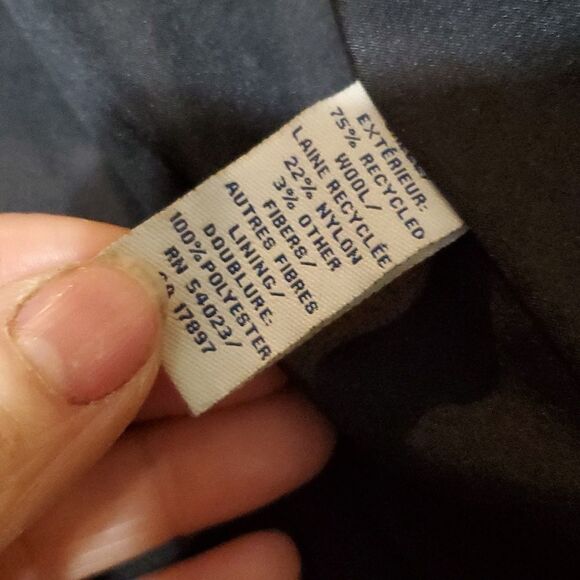 EXTÉRIEUR:
75% RECYCLED
WOOL/
LAINE RECYCLÉE
22% NYLON
3% OTHER
FIBERS/
AUTRES FIBRES
LINING/
DOUBLURE:
100% POLYESTER
RN 54023/
17897